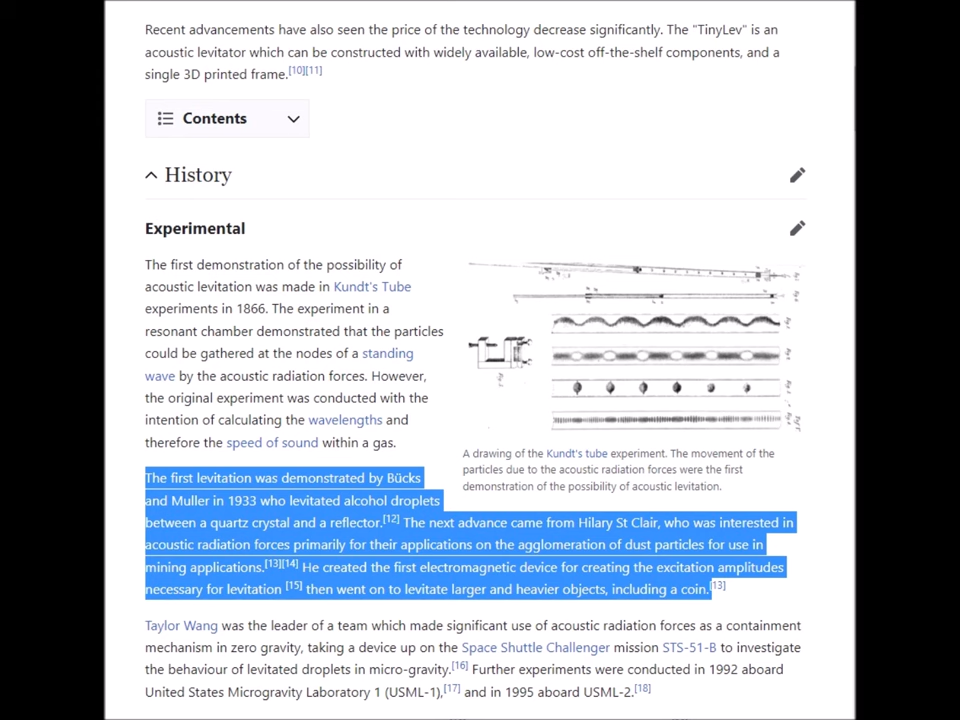 Recent advancements have also seen the price of the technology decrease significantly. The "TinyLev" is an
acoustic levitator which can be constructed with widely available, low-cost off-the-shelf components, and a
single 3D printed frame.[10][11]
Contents
History
Experimental
The first demonstration of the possibility of
acoustic levitation was made in Kundt's Tube
experiments in 1866. The experiment in a
resonant chamber demonstrated that the particles
could be gathered at the nodes of a standing
wave by the acoustic radiation forces. However,
the original experiment was conducted with the
intention of calculating the wavelengths and
therefore the speed of sound within a gas.
A drawing of the Kundt's tube experiment. The movement of the
particles due to the acoustic radiation forces were the first
demonstration of the possibility of acoustic levitation.
The first levitation was demonstrated by Bücks
and Muller in 1933 who levitated alcohol droplets
between a quartz crystal and a reflector.[12] The next advance came from Hilary St Clair, who was interested in
acoustic radiation forces primarily for their applications on the agglomeration of dust particles for use in
mining applications.[13][14] He created the first electromagnetic device for creating the excitation amplitudes
necessary for levitation [15] then went on to levitate larger and heavier objects, including a coin.[13]
Taylor Wang was the leader of a team which made significant use of acoustic radiation forces as a containment
mechanism in zero gravity, taking a device up on the Space Shuttle Challenger mission STS-51-B to investigate
the behaviour of levitated droplets in micro-gravity.[16] Further experiments were conducted in 1992 aboard
United States Microgravity Laboratory 1 (USML-1),[17] and in 1995 aboard USML-2.[18]